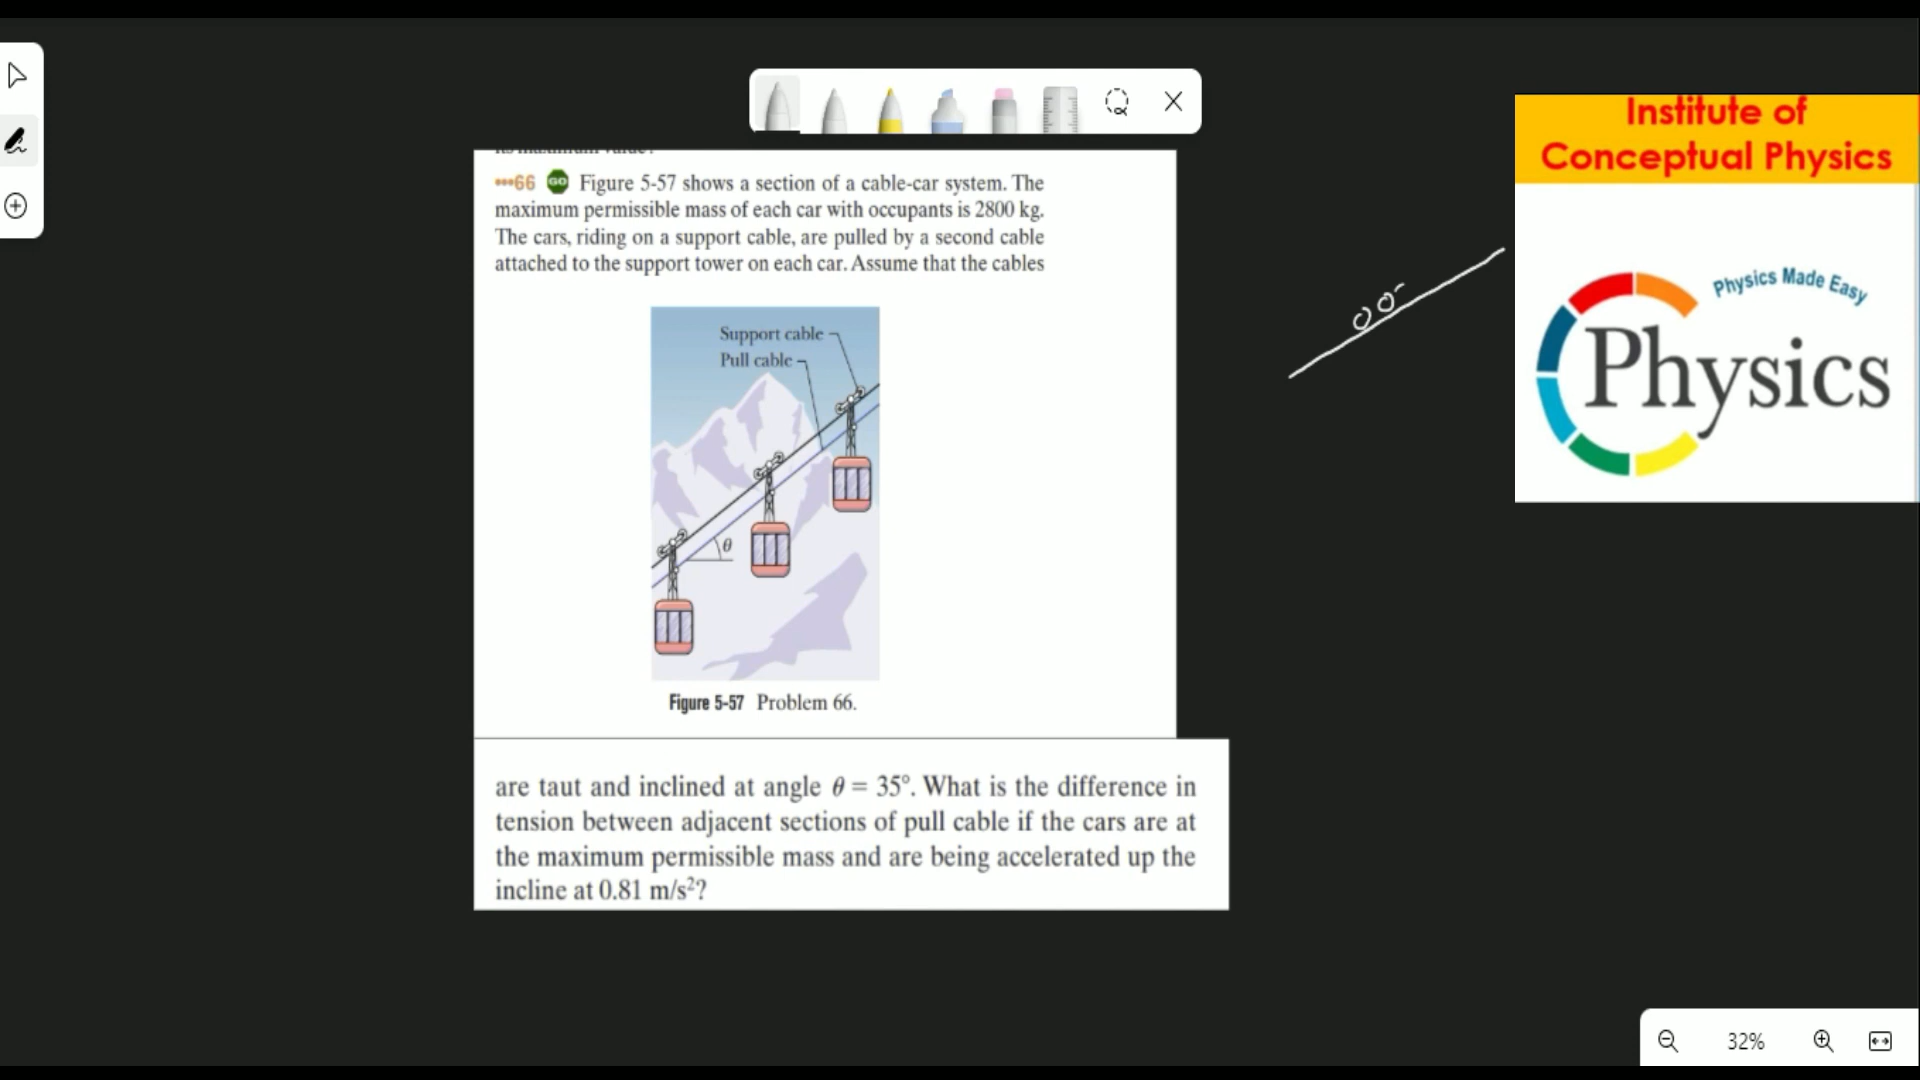 Institute of
Conceptual Physics
•••66 GO Figure 5-57 shows a section of a cable-car system. The
maximum permissible mass of each car with occupants is 2800 kg.
The cars, riding on a support cable, are pulled by a second cable
attached to the support tower on each car. Assume that the cables
Physics Made Easy
Physics
Support cable
Pull cable
θ
Figure 5-57 Problem 66.
are taut and inclined at angle θ = 35°. What is the difference in
tension between adjacent sections of pull cable if the cars are at
the maximum permissible mass and are being accelerated up the
incline at 0.81 m/s²?
32%